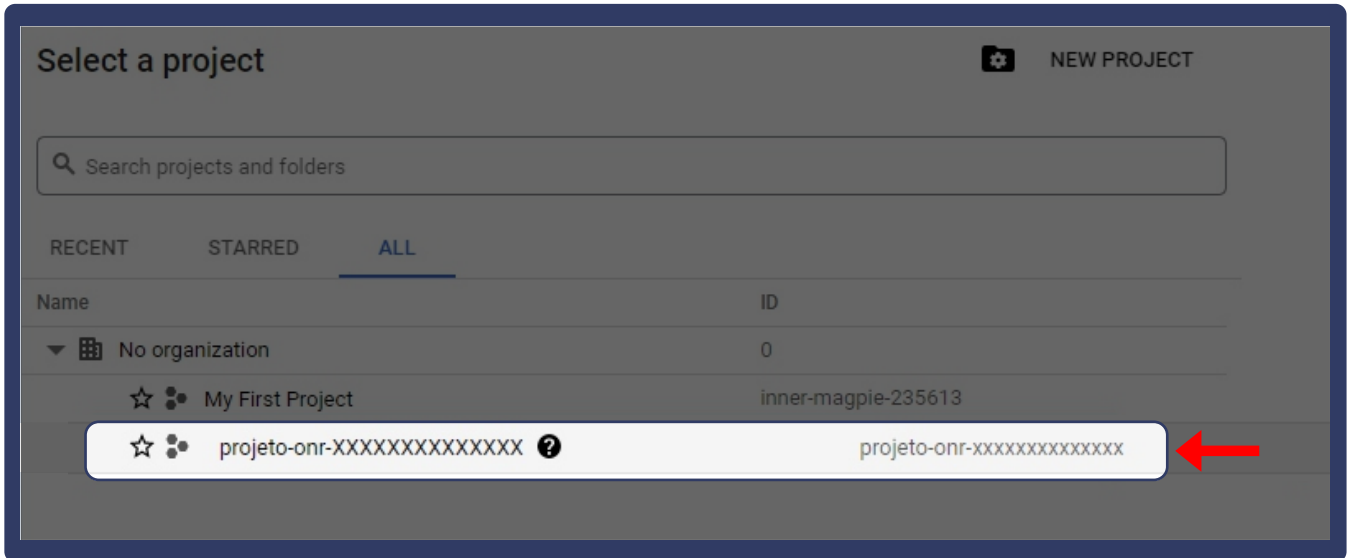 Select a project NEW PROJECT
Search projects and folders
RECENT STARRED ALL
Name ID
No organization 0
My First Project inner-magpie-235613
projeto-onr-XXXXXXXXXXXXXX ? projeto-onr-xxxxxxxxxxxxxx